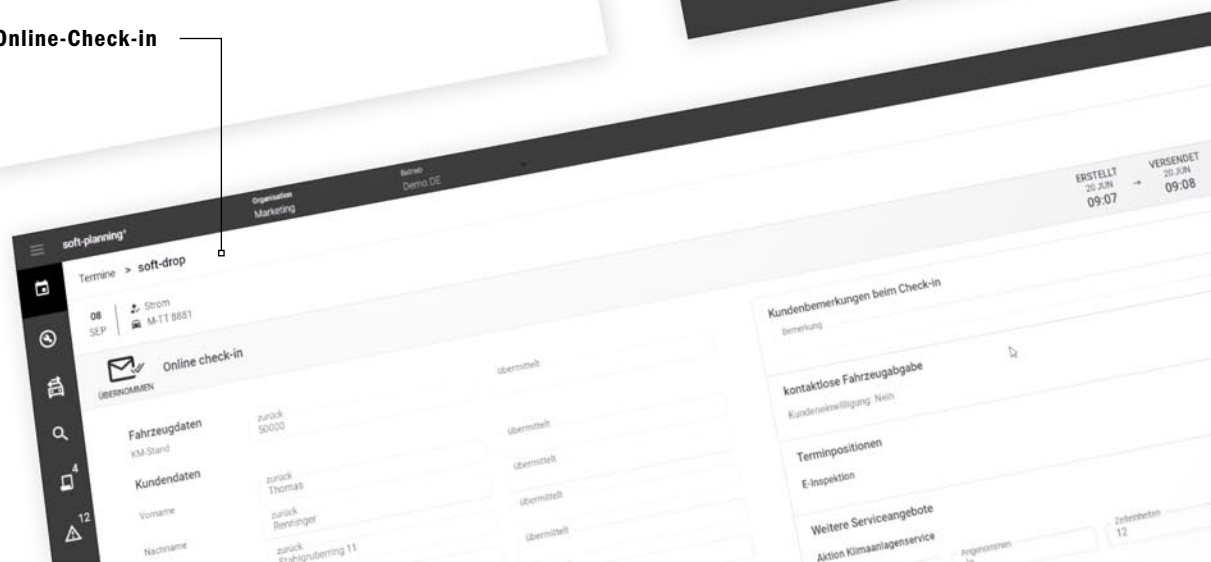 Online-Check-in
soft-planning°
Organisation
Marketing
Betrieb
Demo DE
Termine > soft-drop
08
SEP
Strom
M-TT 8881
ERSTELLT
20 JUN
09:07
→
VERSENDET
20 JUN
09:08
ÜBERNOMMEN
Online check-in
Fahrzeugdaten
KM-Stand
zurück
50000
übermittelt
Kundendaten
Vorname
zurück
Thomas
übermittelt
Nachname
zurück
Renninger
übermittelt
zurück
Stahlgruberring 11
übermittelt
übermittelt
4
12
Kundenbemerkungen beim Check-in
Bemerkung
kontaktlose Fahrzeugabgabe
Kundeneinwilligung: Nein
Terminpositionen
E-Inspektion
Weitere Serviceangebote
Aktion Klimaanlagenservice
Angenommen
Zeiteinheiten
12